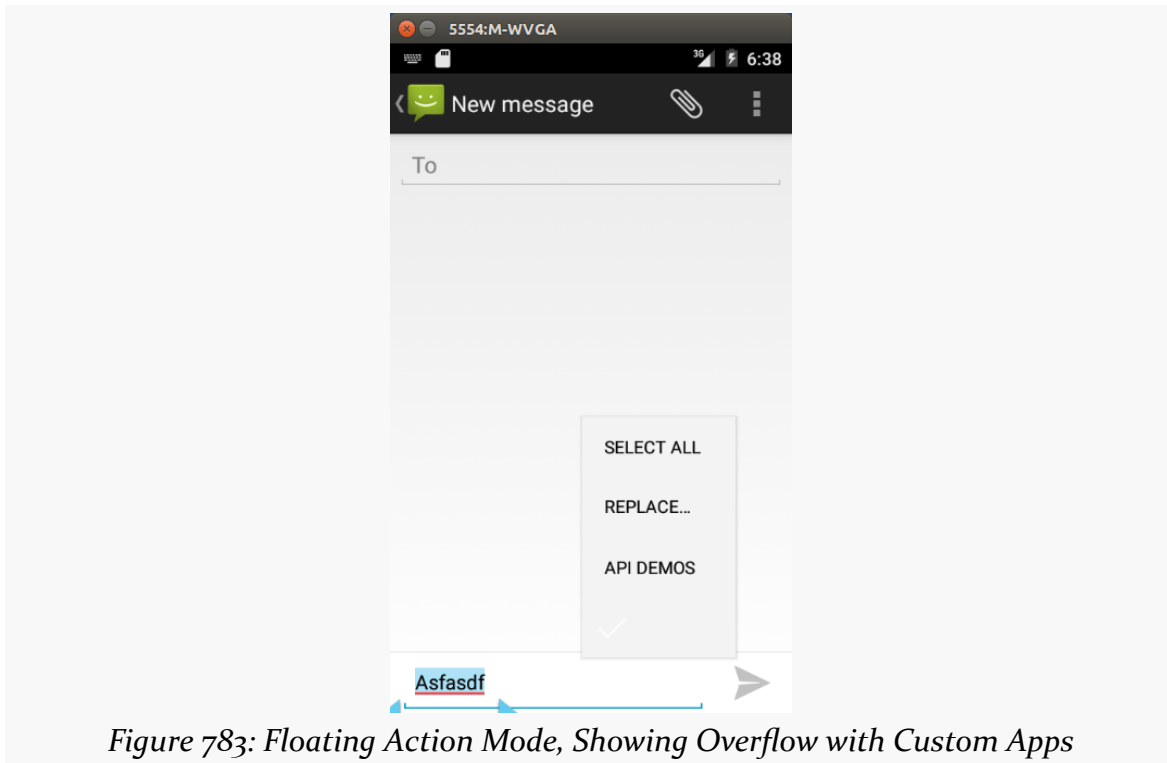 5554:M-WVGA
3G 6:38
New message
To
SELECT ALL
REPLACE...
API DEMOS
Asfasdf
Figure 783: Floating Action Mode, Showing Overflow with Custom Apps